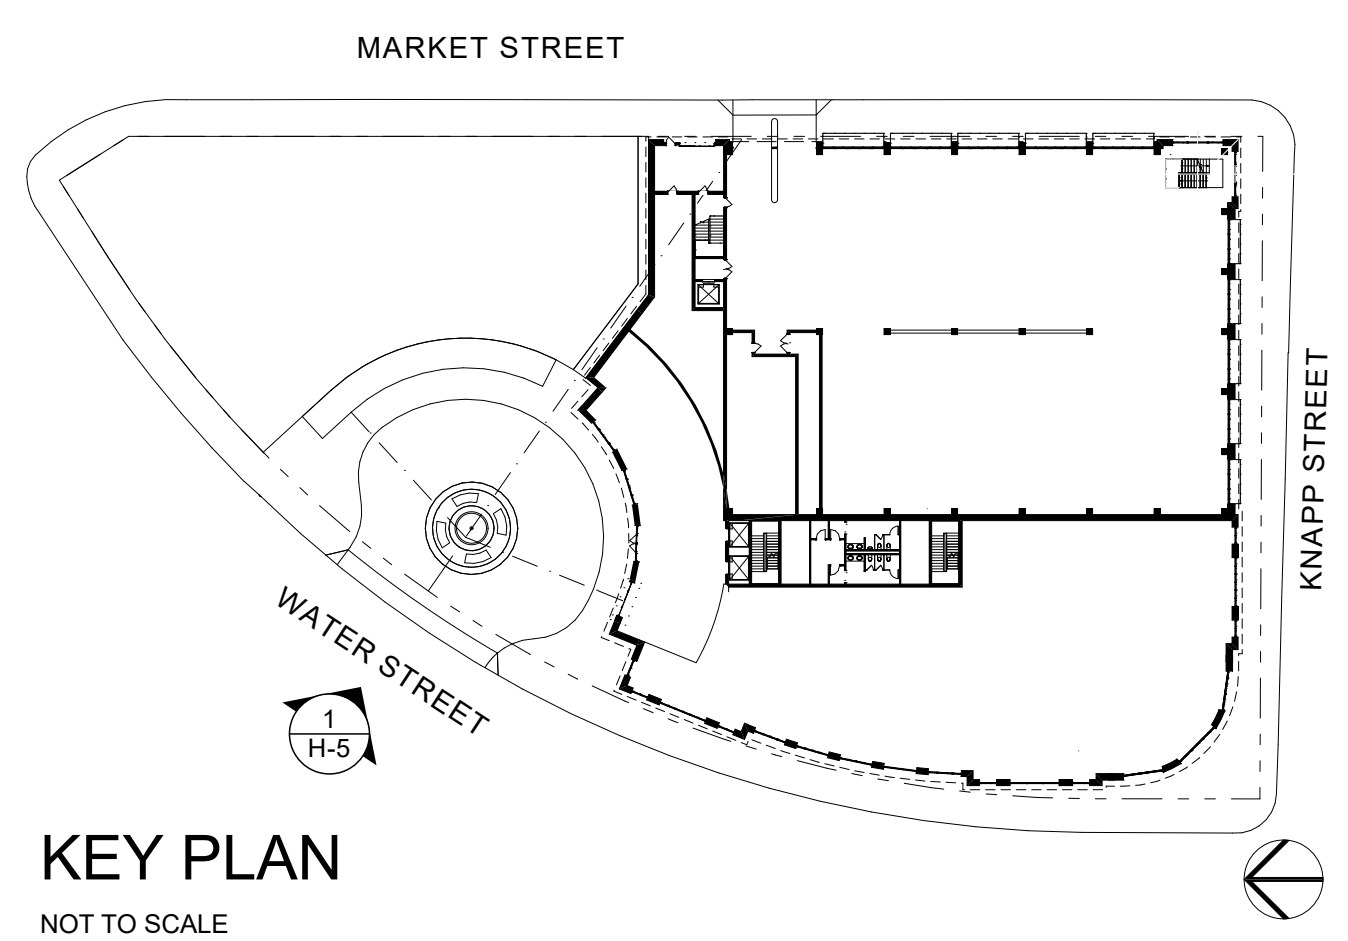 MARKET STREET
KNAPP STREET
WATER STREET
1
H-5
KEY PLAN
NOT TO SCALE